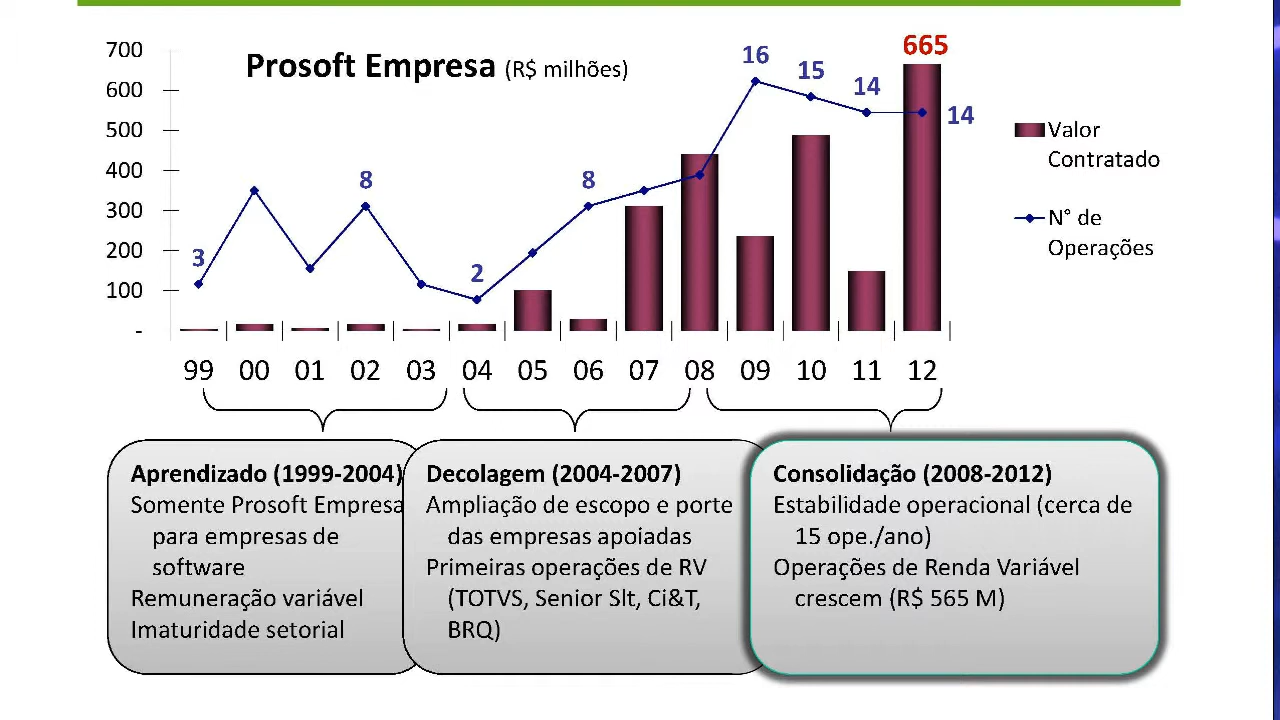 Prosoft Empresa (R$ milhões)
700
600
500
400
300
200
100
-
3
8
2
8
16
15
14
665
14
Valor
Contratado
N° de
Operações
99 00 01 02 03 04 05 06 07 08 09 10 11 12
Aprendizado (1999-2004)
Somente Prosoft Empresa
para empresas de
software
Remuneração variável
Imaturidade setorial
Decolagem (2004-2007)
Ampliação de escopo e porte
das empresas apoiadas
Primeiras operações de RV
(TOTVS, Senior Slt, Ci&T,
BRQ)
Consolidação (2008-2012)
Estabilidade operacional (cerca de
15 ope./ano)
Operações de Renda Variável
crescem (R$ 565 M)